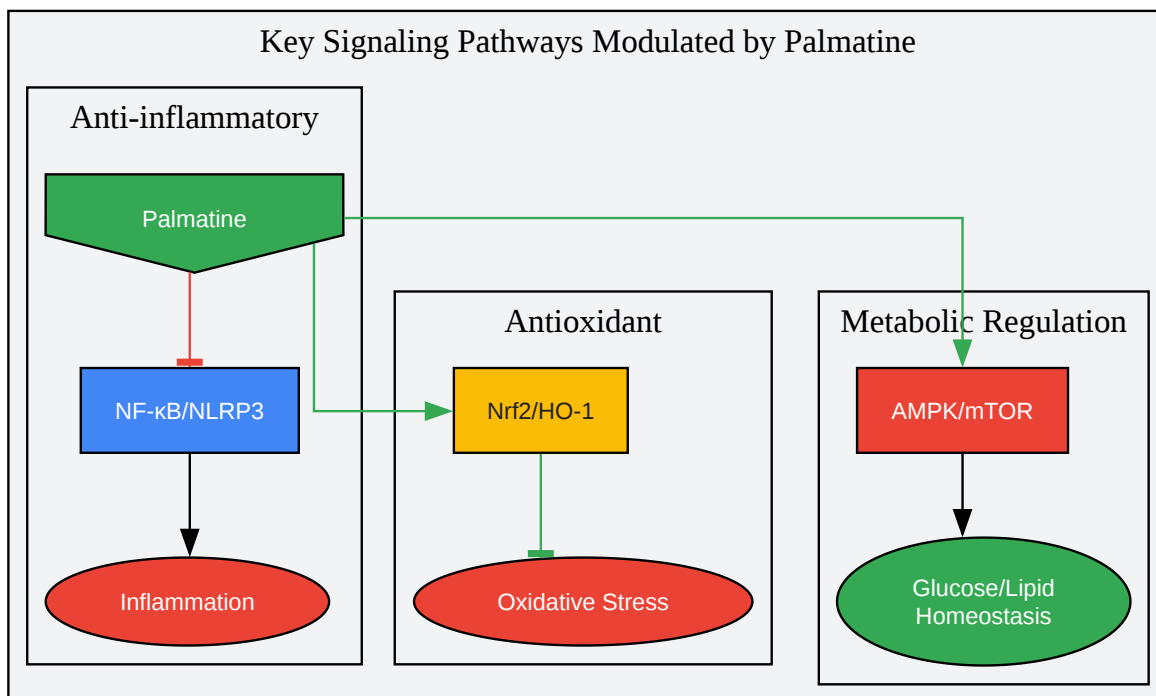 Key Signaling Pathways Modulated by Palmatine
Anti-inflammatory
Palmatine
NF-κB/NLRP3
Inflammation
Antioxidant
Nrf2/HO-1
Oxidative Stress
Metabolic Regulation
AMPK/mTOR
Glucose/Lipid
Homeostasis